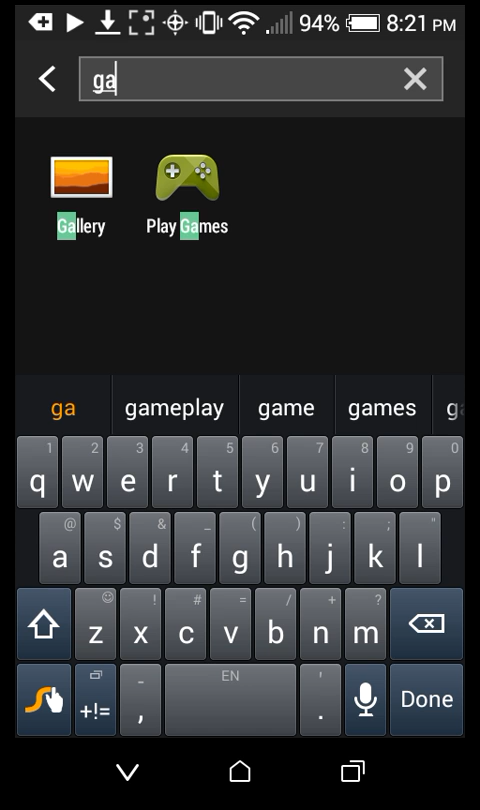 94% 8:21 PM
ga
Gallery Play Games
ga gameplay game games
1 2 3 4 5 6 7 8 9 0
q w e r t y u i o p
@ $ & _ ( ) : ; "
a s d f g h j k l
! # = / + ?
z x c v b n m
- EN '
+!= , . Done